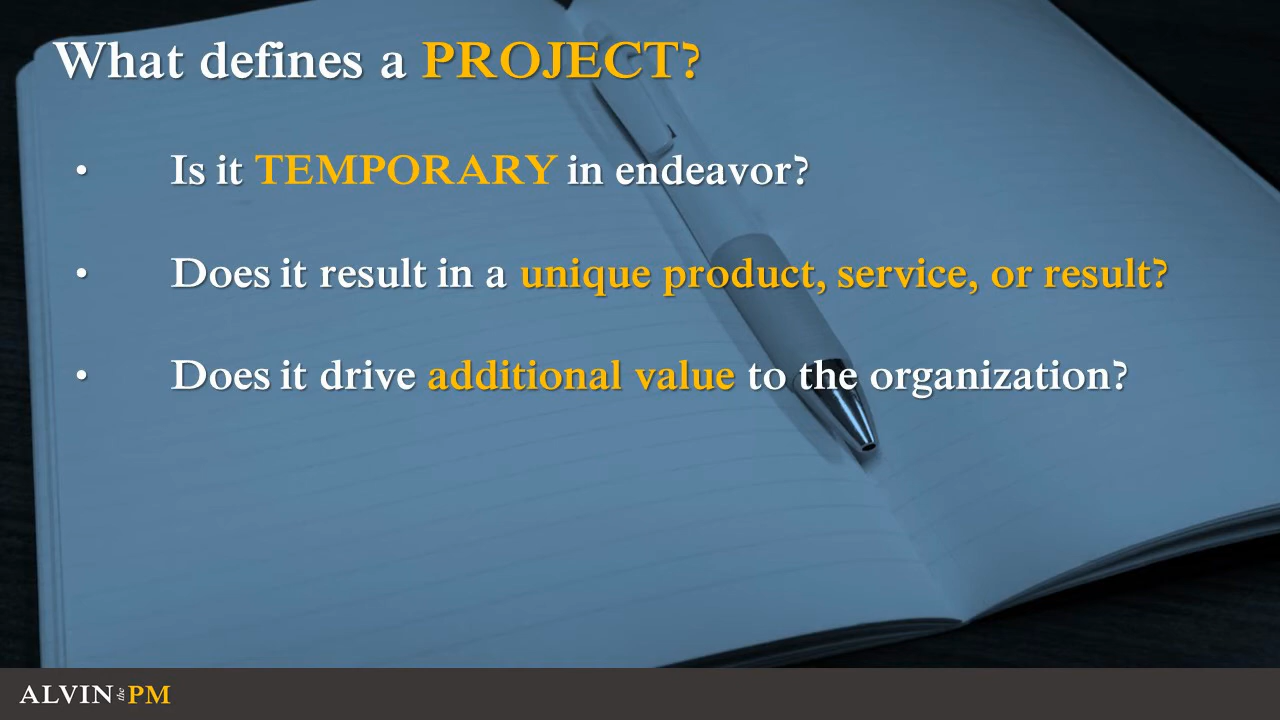 What defines a PROJECT?
• Is it TEMPORARY in endeavor?
• Does it result in a unique product, service, or result?
• Does it drive additional value to the organization?
ALVIN the PM